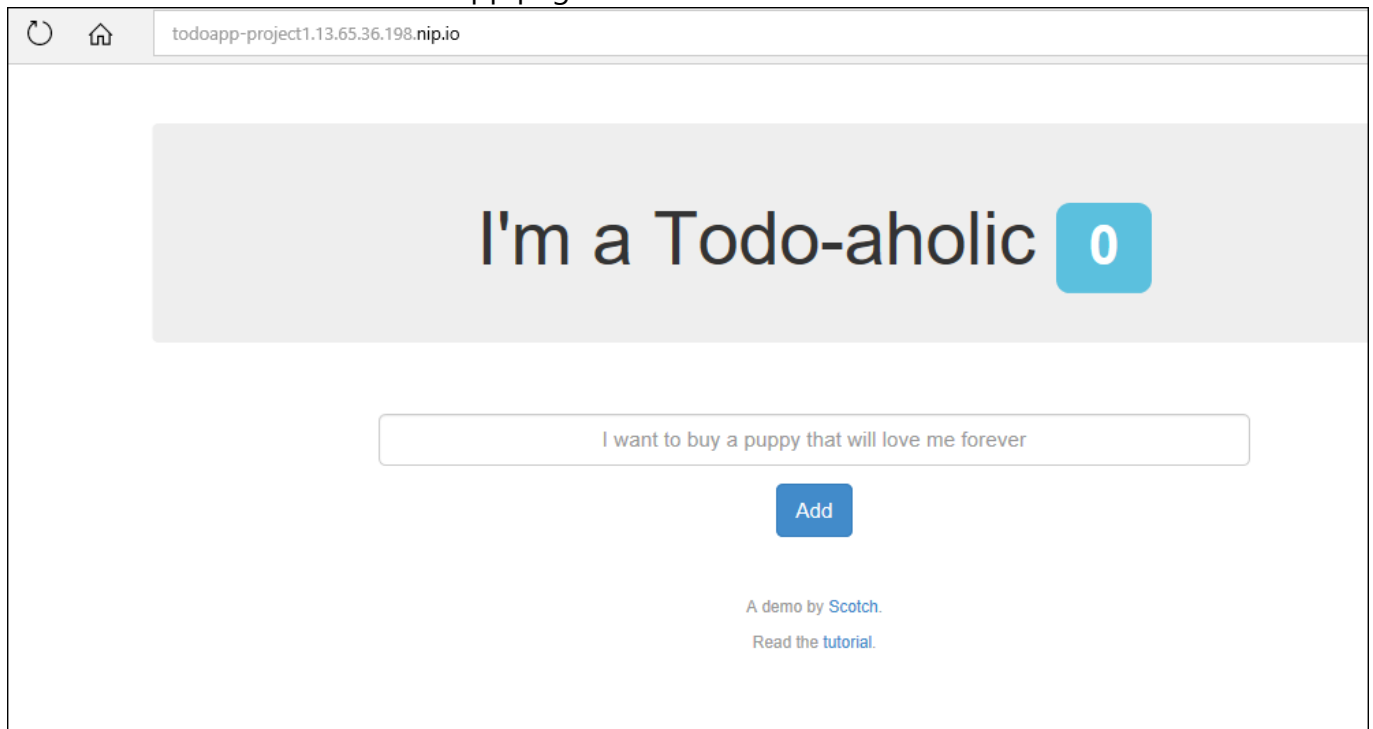 todoapp-project1.13.65.36.198.nip.io
I'm a Todo-aholic 0
I want to buy a puppy that will love me forever
Add
A demo by Scotch.
Read the tutorial.